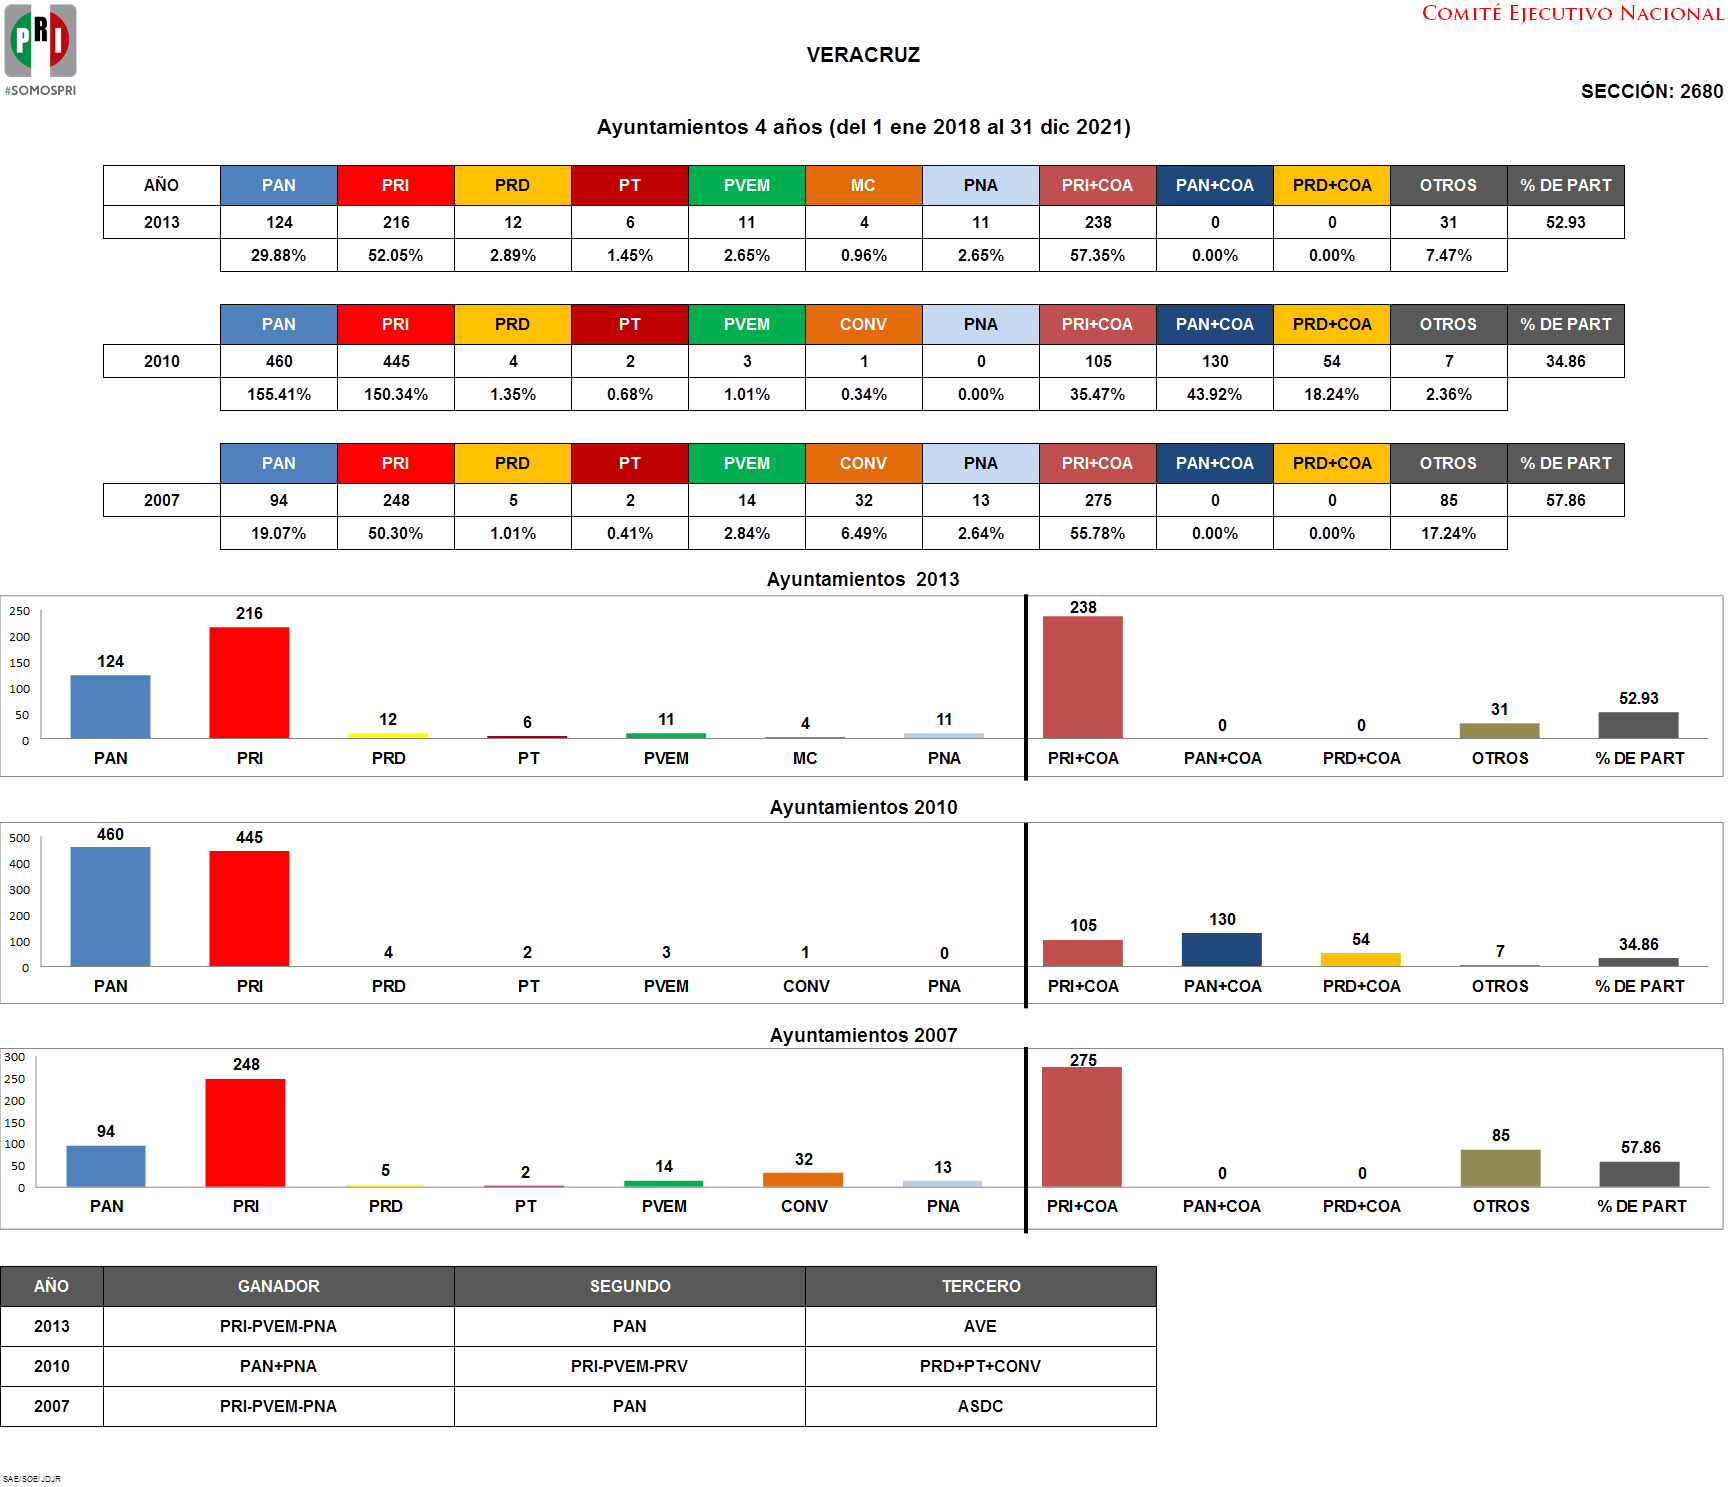 PRI
#SOMOSPRI
COMITÉ EJECUTIVO NACIONAL
VERACRUZ
SECCIÓN: 2680
Ayuntamientos 4 años (del 1 ene 2018 al 31 dic 2021)
AÑO PAN PRI PRD PT PVEM MC PNA PRI+COA PAN+COA PRD+COA OTROS % DE PART
2013 124 216 12 6 11 4 11 238 0 0 31 52.93
29.88% 52.05% 2.89% 1.45% 2.65% 0.96% 2.65% 57.35% 0.00% 0.00% 7.47%
PAN PRI PRD PT PVEM CONV PNA PRI+COA PAN+COA PRD+COA OTROS % DE PART
2010 460 445 4 2 3 1 0 105 130 54 7 34.86
155.41% 150.34% 1.35% 0.68% 1.01% 0.34% 0.00% 35.47% 43.92% 18.24% 2.36%
PAN PRI PRD PT PVEM CONV PNA PRI+COA PAN+COA PRD+COA OTROS % DE PART
2007 94 248 5 2 14 32 13 275 0 0 85 57.86
19.07% 50.30% 1.01% 0.41% 2.84% 6.49% 2.64% 55.78% 0.00% 0.00% 17.24%
Ayuntamientos 2013
250
200
150
100
50
0
124 216 12 6 11 4 11 238 0 0 31 52.93
PAN PRI PRD PT PVEM MC PNA PRI+COA PAN+COA PRD+COA OTROS % DE PART
Ayuntamientos 2010
500
400
300
200
100
0
460 445 4 2 3 1 0 105 130 54 7 34.86
PAN PRI PRD PT PVEM CONV PNA PRI+COA PAN+COA PRD+COA OTROS % DE PART
Ayuntamientos 2007
300
250
200
150
100
50
0
94 248 5 2 14 32 13 275 0 0 85 57.86
PAN PRI PRD PT PVEM CONV PNA PRI+COA PAN+COA PRD+COA OTROS % DE PART
AÑO GANADOR SEGUNDO TERCERO
2013 PRI-PVEM-PNA PAN AVE
2010 PAN+PNA PRI-PVEM-PRV PRD+PT+CONV
2007 PRI-PVEM-PNA PAN ASDC
SAE/SOE/JDJR